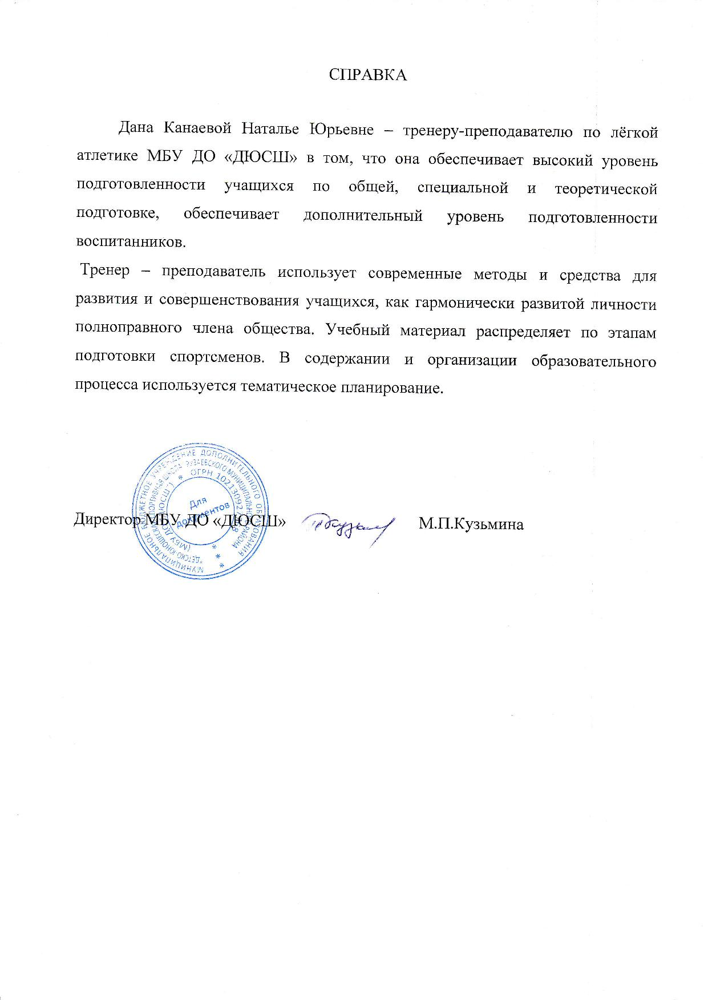 СПРАВКА
Дана Канаевой Наталье Юрьевне – тренеру-преподавателю по лёгкой
атлетике МБУ ДО «ДЮСШ» в том, что она обеспечивает высокий уровень
подготовленности учащихся по общей, специальной и теоретической
подготовке, обеспечивает дополнительный уровень подготовленности
воспитанников.
Тренер – преподаватель использует современные методы и средства для
развития и совершенствования учащихся, как гармонически развитой личности
полноправного члена общества. Учебный материал распределяет по этапам
подготовки спортсменов. В содержании и организации образовательного
процесса используется тематическое планирование.
МУНИЦИПАЛЬНОЕ БЮДЖЕТНОЕ УЧРЕЖДЕНИЕ ДОПОЛНИТЕЛЬНОГО ОБРАЗОВАНИЯ
"ДЕТСКО-ЮНОШЕСКАЯ СПОРТИВНАЯ ШКОЛА" РУЗАЕВСКОГО МУНИЦИПАЛЬНОГО РАЙОНА
(МБУ ДО "ДЮСШ") * ОГРН
Для
документов
Директор МБУ ДО «ДЮСШ» М.П.Кузьмина